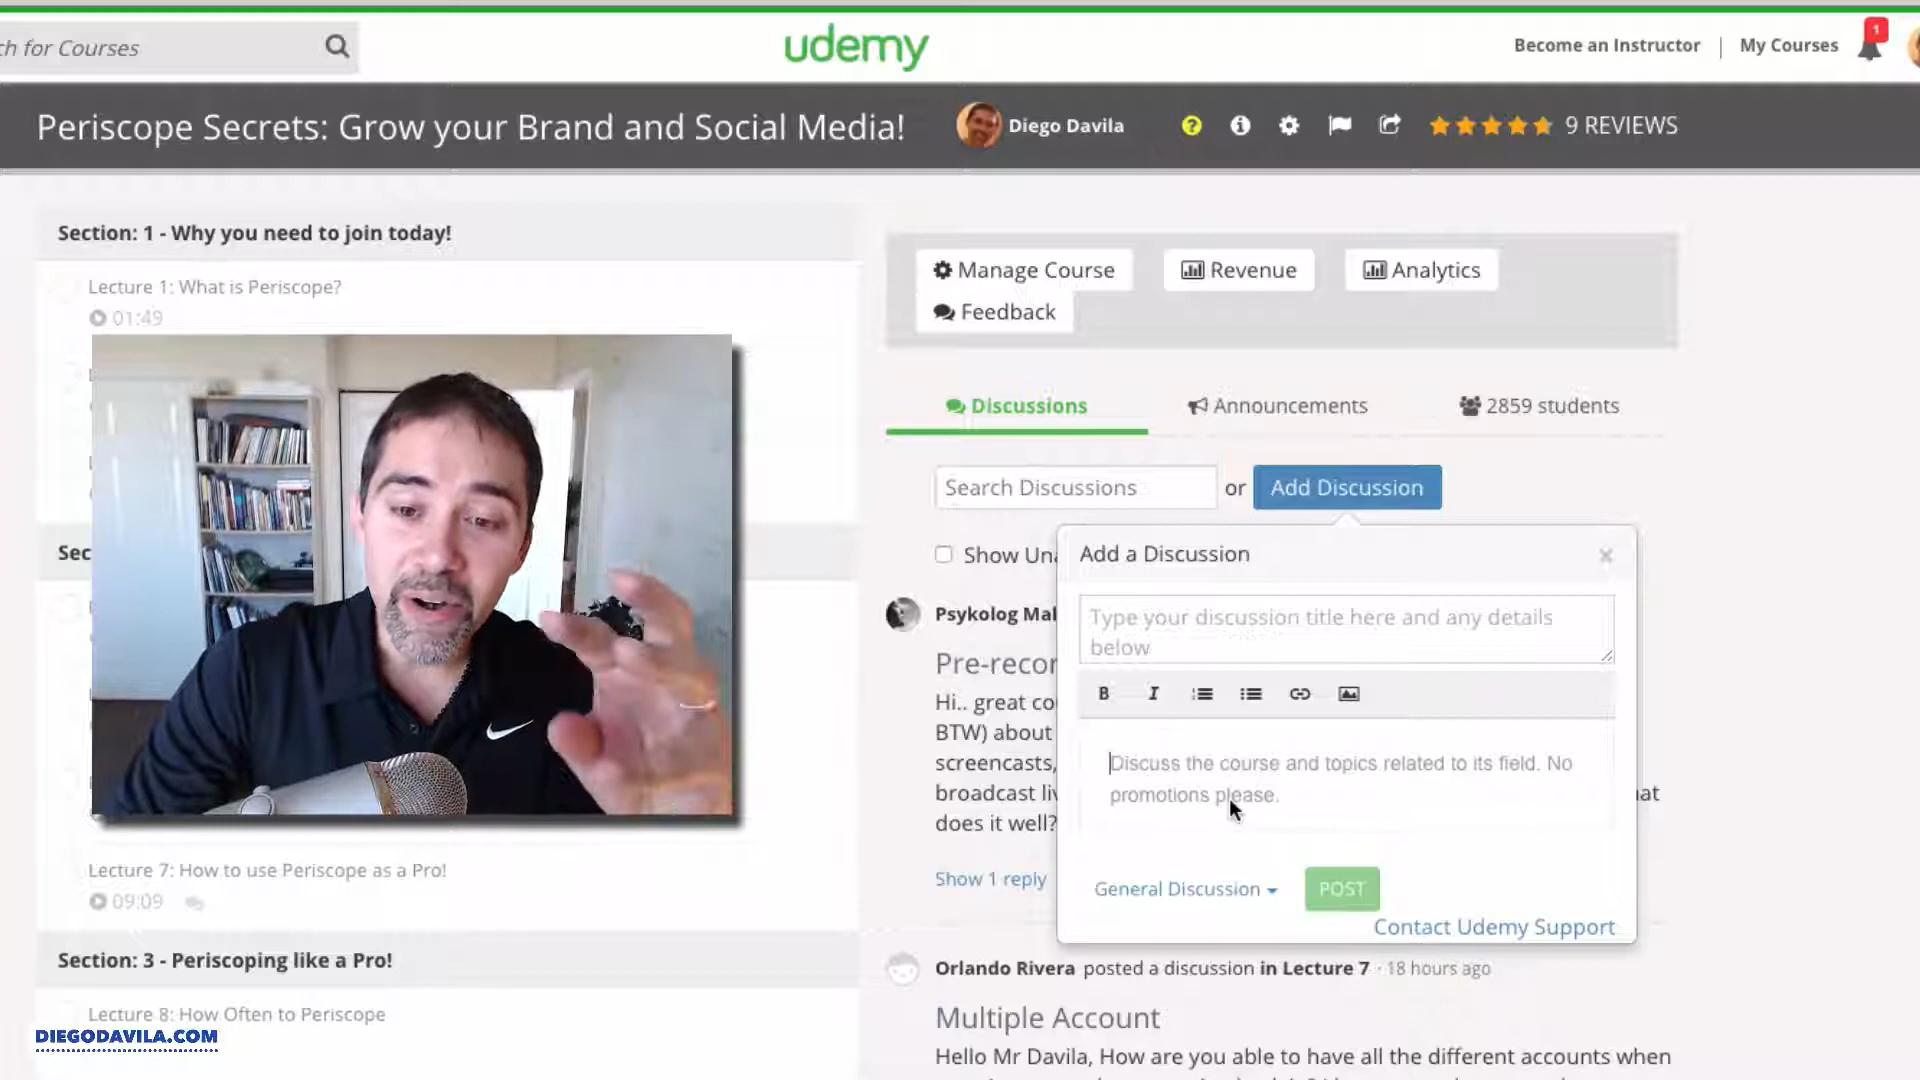 ch for Courses
udemy
Become an Instructor | My Courses
1
Periscope Secrets: Grow your Brand and Social Media!
Diego Davila
9 REVIEWS
Section: 1 - Why you need to join today!
Lecture 1: What is Periscope?
01:49
Sec
Lecture 7: How to use Periscope as a Pro!
09:09
Section: 3 - Periscoping like a Pro!
Lecture 8: How Often to Periscope
DIEGODAVILA.COM
Manage Course
Revenue
Analytics
Feedback
Discussions
Announcements
2859 students
Search Discussions
or
Add Discussion
Show Una
Add a Discussion
×
Type your discussion title here and any details
below
B I
Discuss the course and topics related to its field. No
promotions please.
General Discussion
POST
Contact Udemy Support
Psykolog Mal
Pre-recor
Hi.. great co
BTW) about
screencasts,
broadcast liv
at
does it well?
Show 1 reply
Orlando Rivera posted a discussion in Lecture 7 · 18 hours ago
Multiple Account
Hello Mr Davila, How are you able to have all the different accounts when